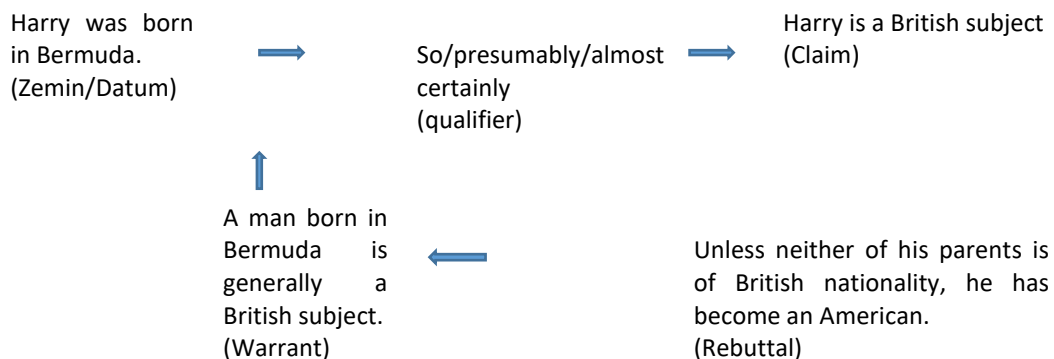 Harry was born
in Bermuda.
(Zemin/Datum)
So/presumably/almost
certainly
(qualifier)
Harry is a British subject
(Claim)
A man born in
Bermuda is
generally a
British subject.
(Warrant)
Unless neither of his parents is
of British nationality, he has
become an American.
(Rebuttal)